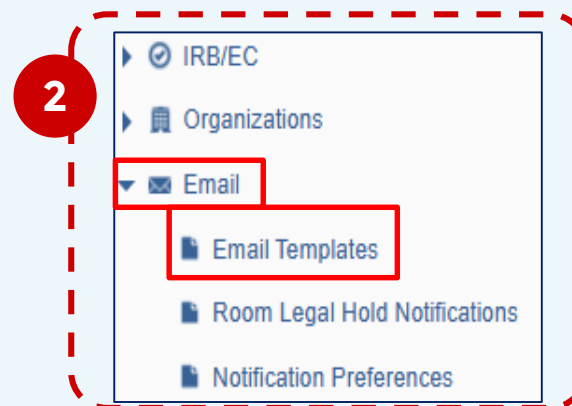 2
IRB/EC
Organizations
Email
Email Templates
Room Legal Hold Notifications
Notification Preferences